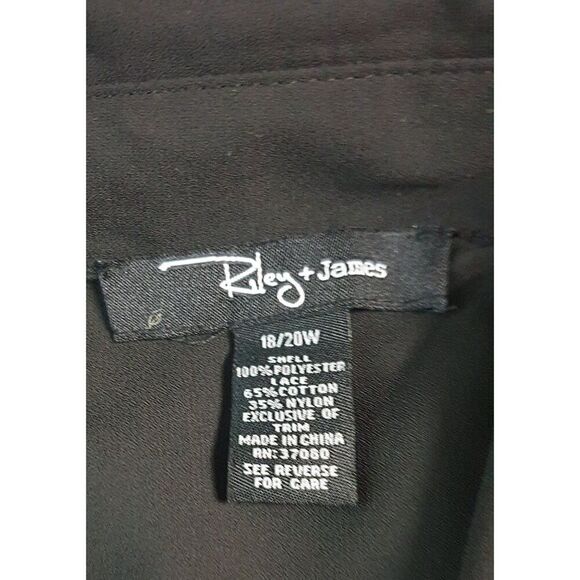 Riley + James
18/20W
SHELL
100% POLYESTER
LACE
65% COTTON
35% NYLON
EXCLUSIVE OF
TRIM
MADE IN CHINA
RN: 37080
SEE REVERSE
FOR CARE